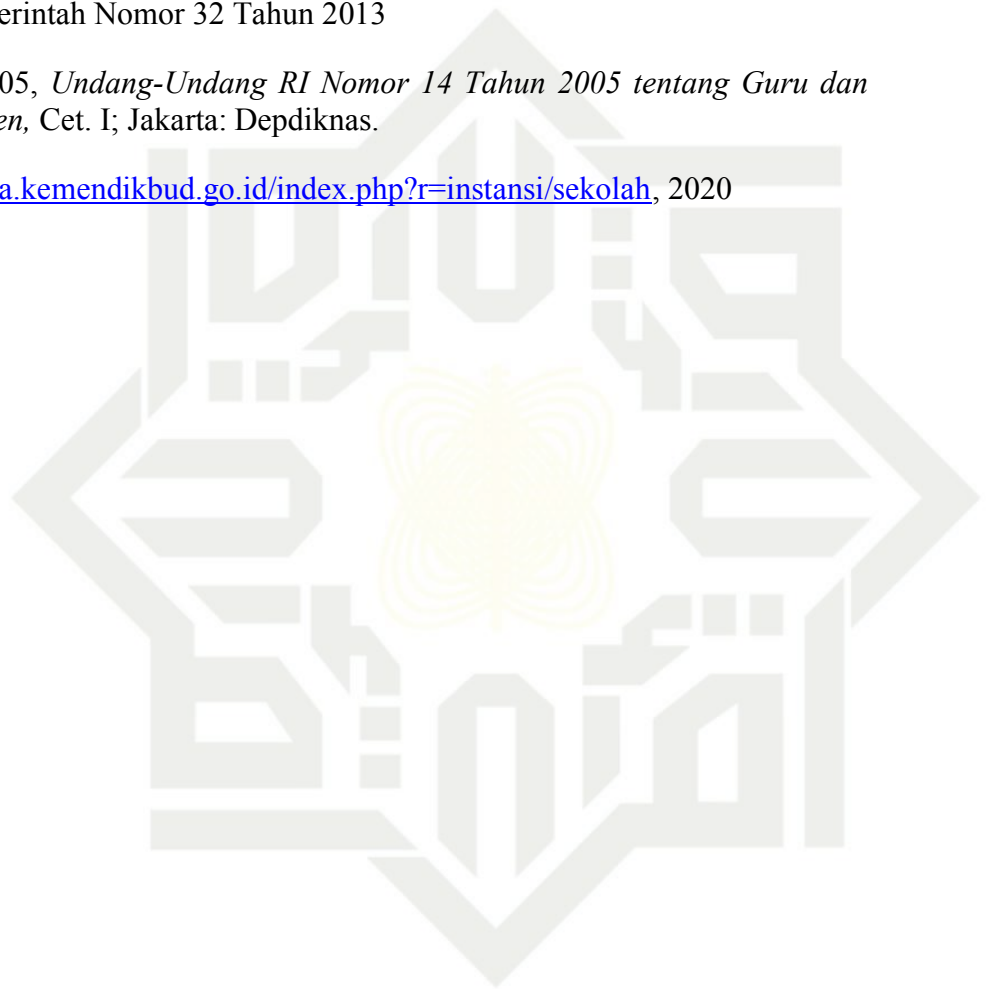 erintah Nomor 32 Tahun 2013
05, Undang-Undang RI Nomor 14 Tahun 2005 tentang Guru dan
en, Cet. I; Jakarta: Depdiknas.
a.kemendikbud.go.id/index.php?r=instansi/sekolah, 2020